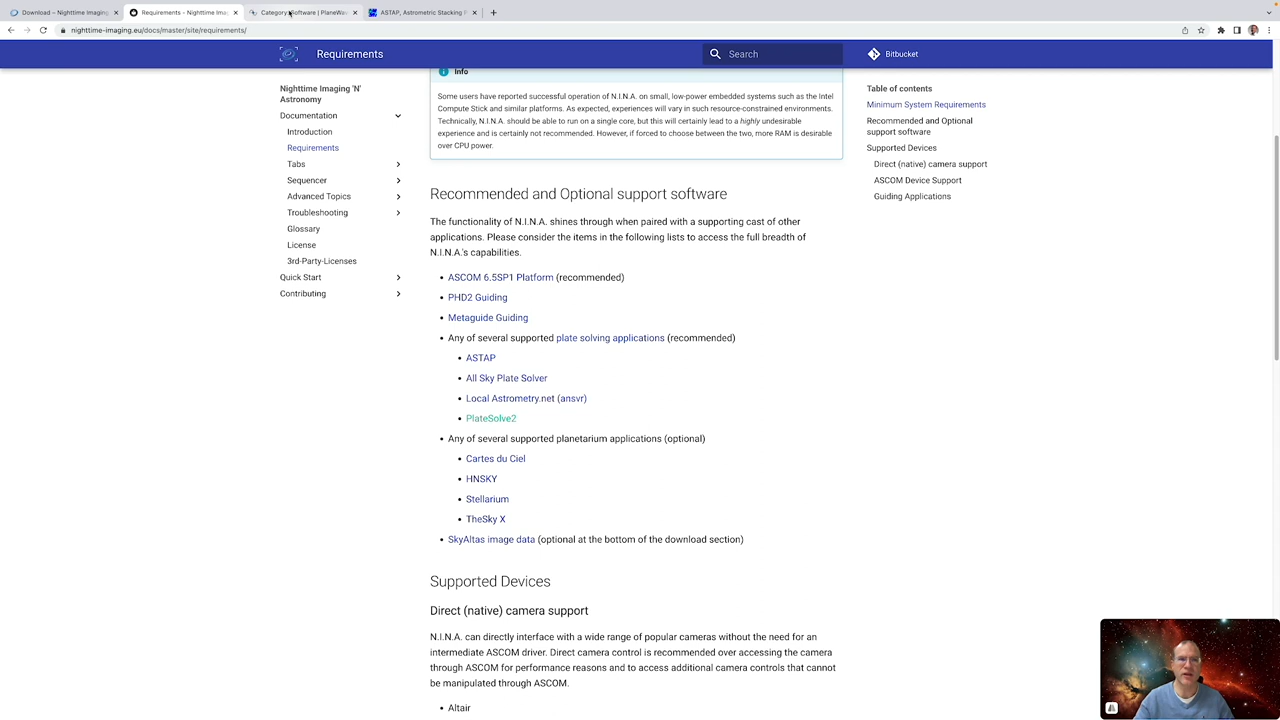 Download – Nighttime Imaging
Requirements - Nighttime Ima
Category: Software | PlaneWa
ASTAP, Astrometric Stacking P
nighttime-imaging.eu/docs/master/site/requirements/
Requirements
Search
Bitbucket
Nighttime Imaging 'N'
Astronomy
Documentation
Introduction
Requirements
Tabs
Sequencer
Advanced Topics
Troubleshooting
Glossary
License
3rd-Party-Licenses
Quick Start
Contributing
Info
Some users have reported successful operation of N.I.N.A. on small, low-power embedded systems such as the Intel
Compute Stick and similar platforms. As expected, experiences will vary in such resource-constrained environments.
Technically, N.I.N.A. should be able to run on a single core, but this will certainly lead to a highly undesirable
experience and is certainly not recommended. However, if forced to choose between the two, more RAM is desirable
over CPU power.
Recommended and Optional support software
The functionality of N.I.N.A. shines through when paired with a supporting cast of other
applications. Please consider the items in the following lists to access the full breadth of
N.I.N.A.'s capabilities.
• ASCOM 6.5SP1 Platform (recommended)
• PHD2 Guiding
• Metaguide Guiding
• Any of several supported plate solving applications (recommended)
• ASTAP
• All Sky Plate Solver
• Local Astrometry.net (ansvr)
• PlateSolve2
• Any of several supported planetarium applications (optional)
• Cartes du Ciel
• HNSKY
• Stellarium
• TheSky X
• SkyAltas image data (optional at the bottom of the download section)
Supported Devices
Direct (native) camera support
N.I.N.A. can directly interface with a wide range of popular cameras without the need for an
intermediate ASCOM driver. Direct camera control is recommended over accessing the camera
through ASCOM for performance reasons and to access additional camera controls that cannot
be manipulated through ASCOM.
• Altair
Table of contents
Minimum System Requirements
Recommended and Optional
support software
Supported Devices
Direct (native) camera support
ASCOM Device Support
Guiding Applications